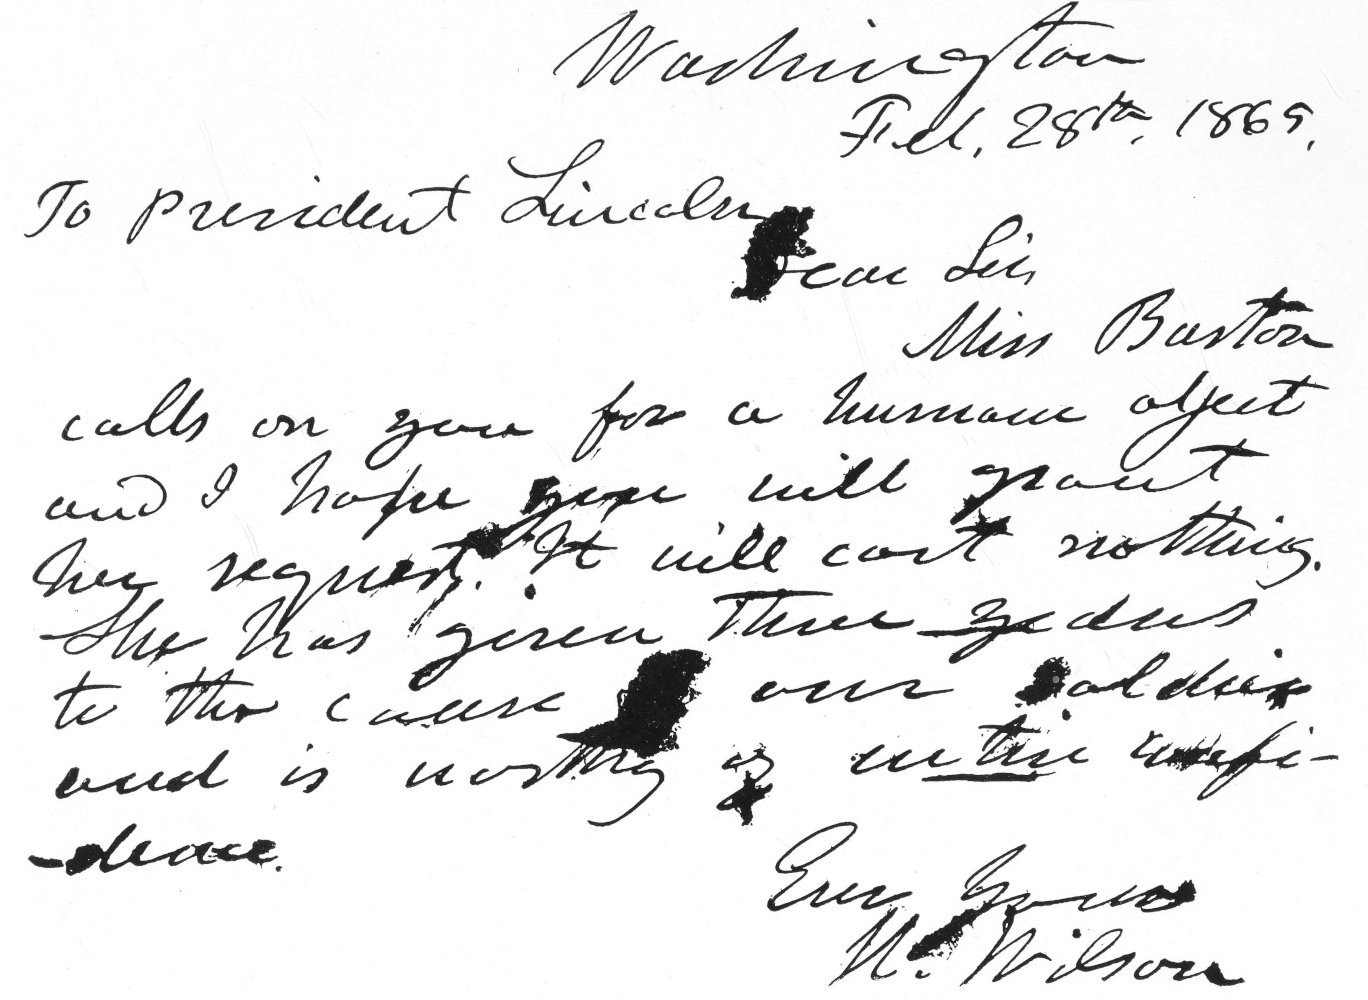 Washington
Feb. 28th, 1865.
To President Lincoln
Dear Sir,
Miss Barton
calls on you for a humane object
and I hope you will grant
her request. It will cost nothing.
She has given three years
to the cause our soldiers
and is worthy of entire confi-
-dence.
Ever Yours
H. Wilson